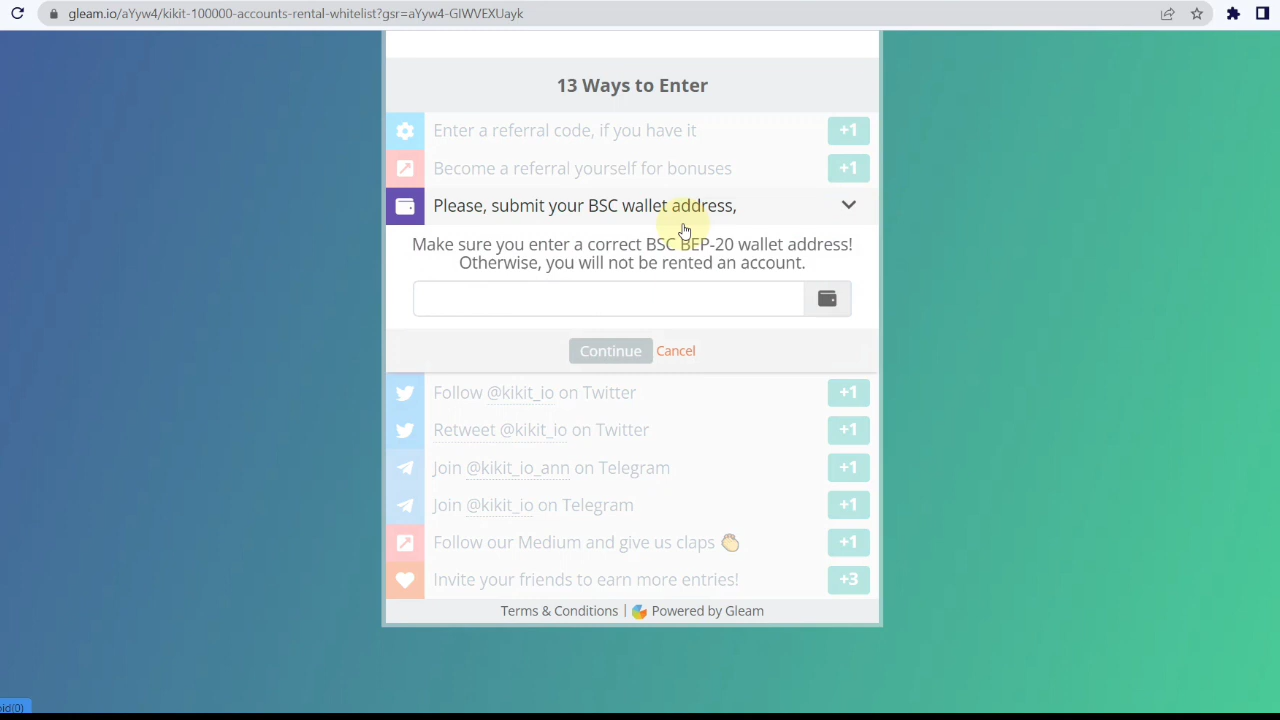 gleam.io/aYyw4/kikit-100000-accounts-rental-whitelist?gsr=aYyw4-GIWVEXUayk
13 Ways to Enter
Enter a referral code, if you have it +1
Become a referral yourself for bonuses +1
Please, submit your BSC wallet address,
Make sure you enter a correct BSC BEP-20 wallet address!
Otherwise, you will not be rented an account.
Continue Cancel
Follow @kikit_io on Twitter +1
Retweet @kikit_io on Twitter +1
Join @kikit_io_ann on Telegram +1
Join @kikit_io on Telegram +1
Follow our Medium and give us claps 👏 +1
Invite your friends to earn more entries! +3
Terms & Conditions | Powered by Gleam
oid(0)